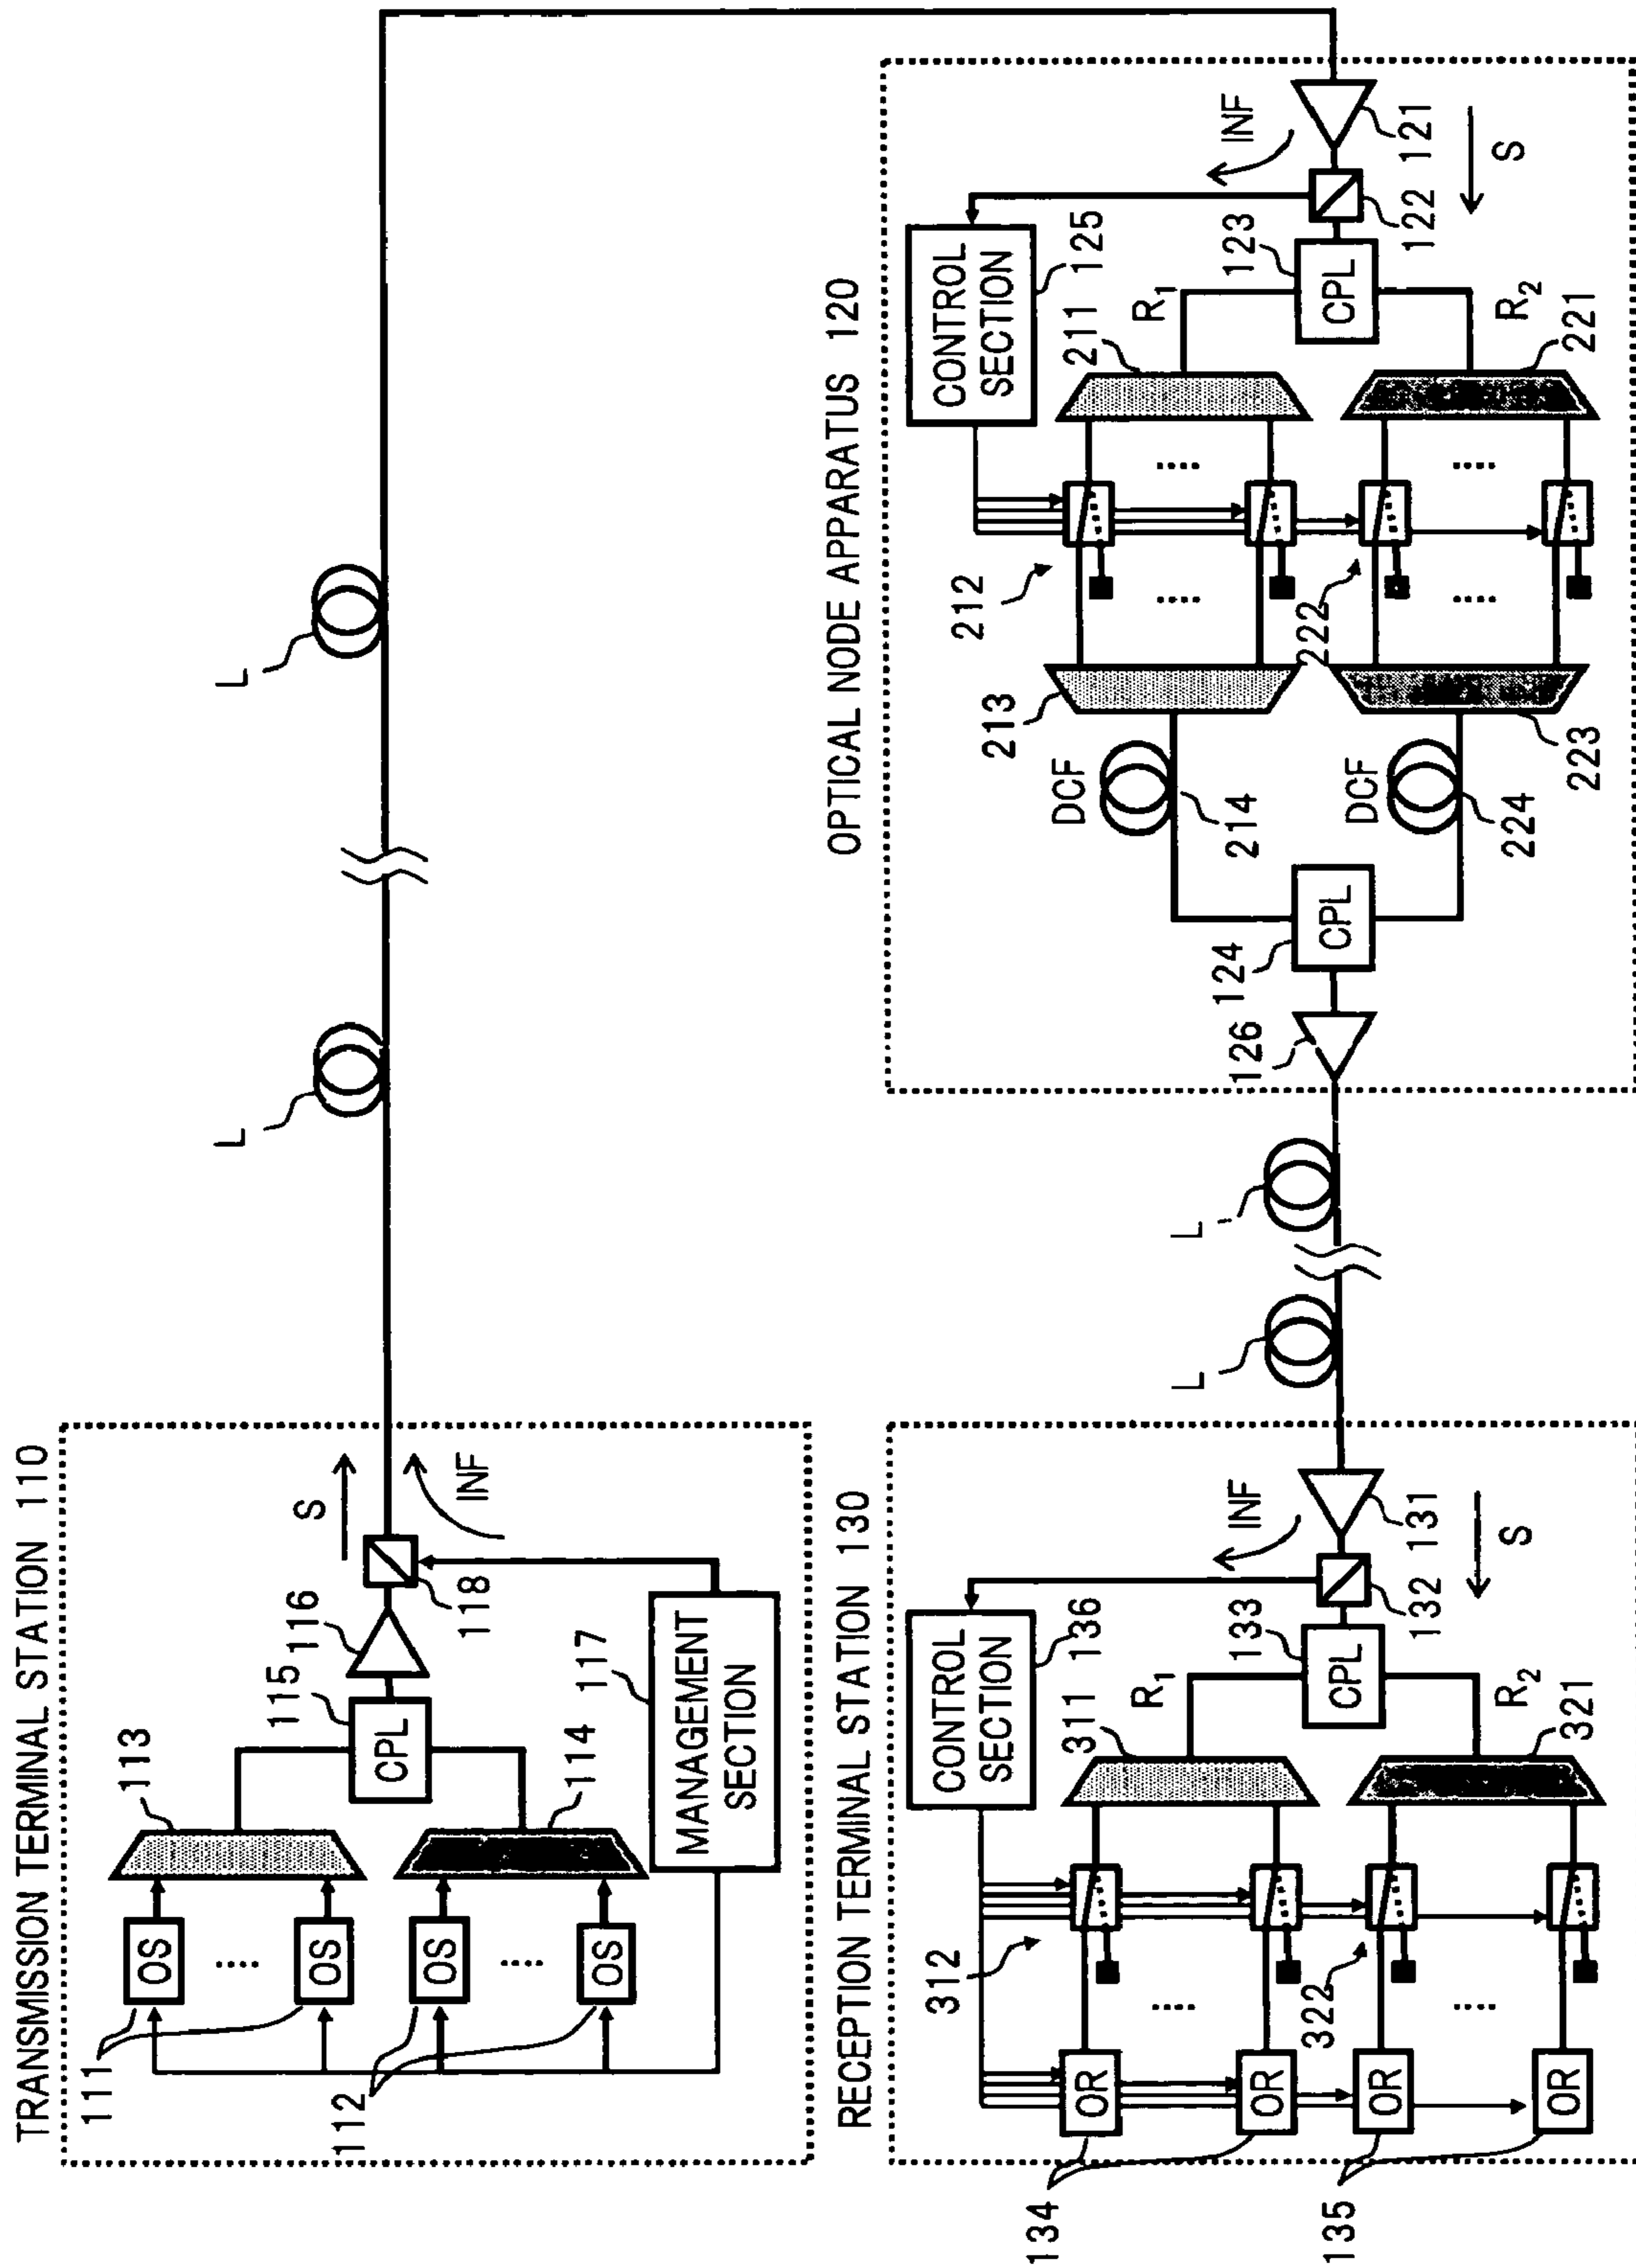 TRANSMISSION TERMINAL STATION 110
111
OS
....
OS
112
OS
....
OS
113
114
115
CPL
116
117
MANAGEMENT
SECTION
118
S
INF
L
L
OPTICAL NODE APPARATUS 120
INF
121
S
122
123
CPL
CONTROL
SECTION
125
R1
R2
211
221
....
....
212
222
....
....
213
223
DCF
214
DCF
224
CPL
124
126
L
L
RECEPTION TERMINAL STATION 130
INF
131
S
132
133
CPL
CONTROL
SECTION
136
R1
R2
311
321
312
322
....
....
OR
OR
OR
OR
134
135